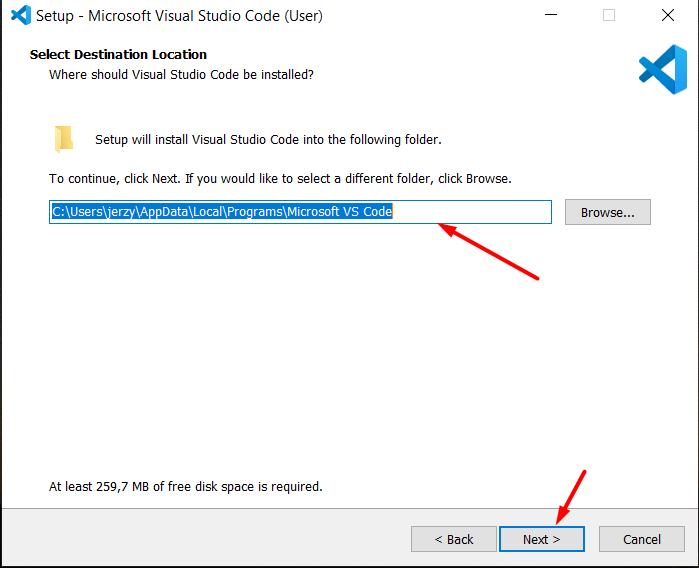 Setup - Microsoft Visual Studio Code (User)
Select Destination Location
Where should Visual Studio Code be installed?
Setup will install Visual Studio Code into the following folder.
To continue, click Next. If you would like to select a different folder, click Browse.
C:\Users\jerzy\AppData\Local\Programs\Microsoft VS Code
Browse...
At least 259,7 MB of free disk space is required.
< Back
Next >
Cancel